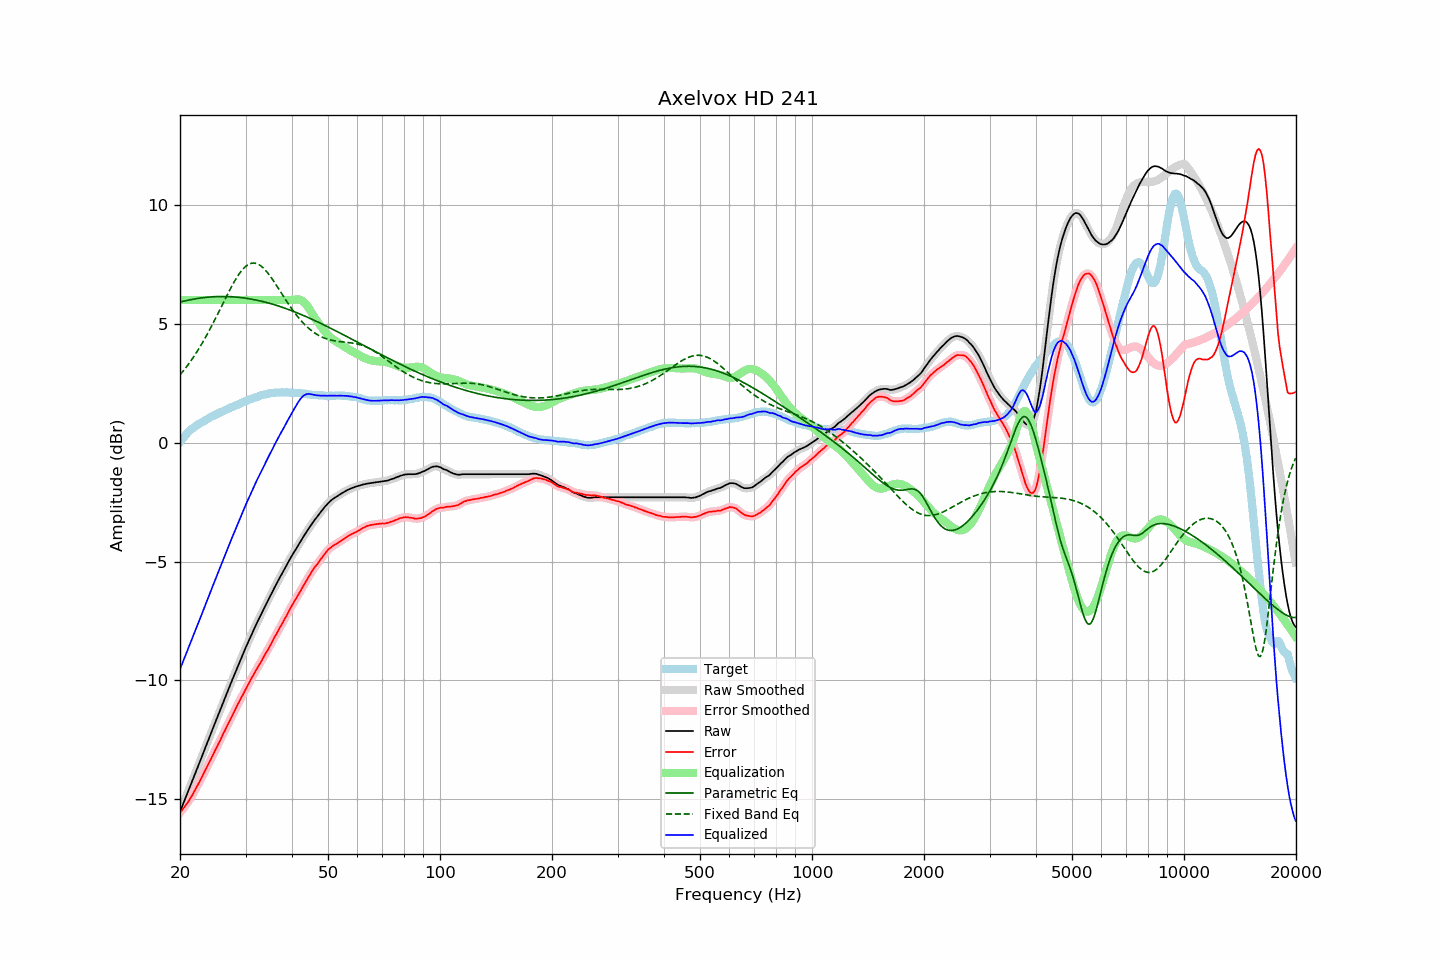 Axelvox HD 241
Amplitude (dBr)
10
5
0
−5
−10
−15
Target
Raw Smoothed
Error Smoothed
Raw
Error
Equalization
Parametric Eq
Fixed Band Eq
Equalized
20 50 100 200 500 1000 2000 5000 10000 20000
Frequency (Hz)